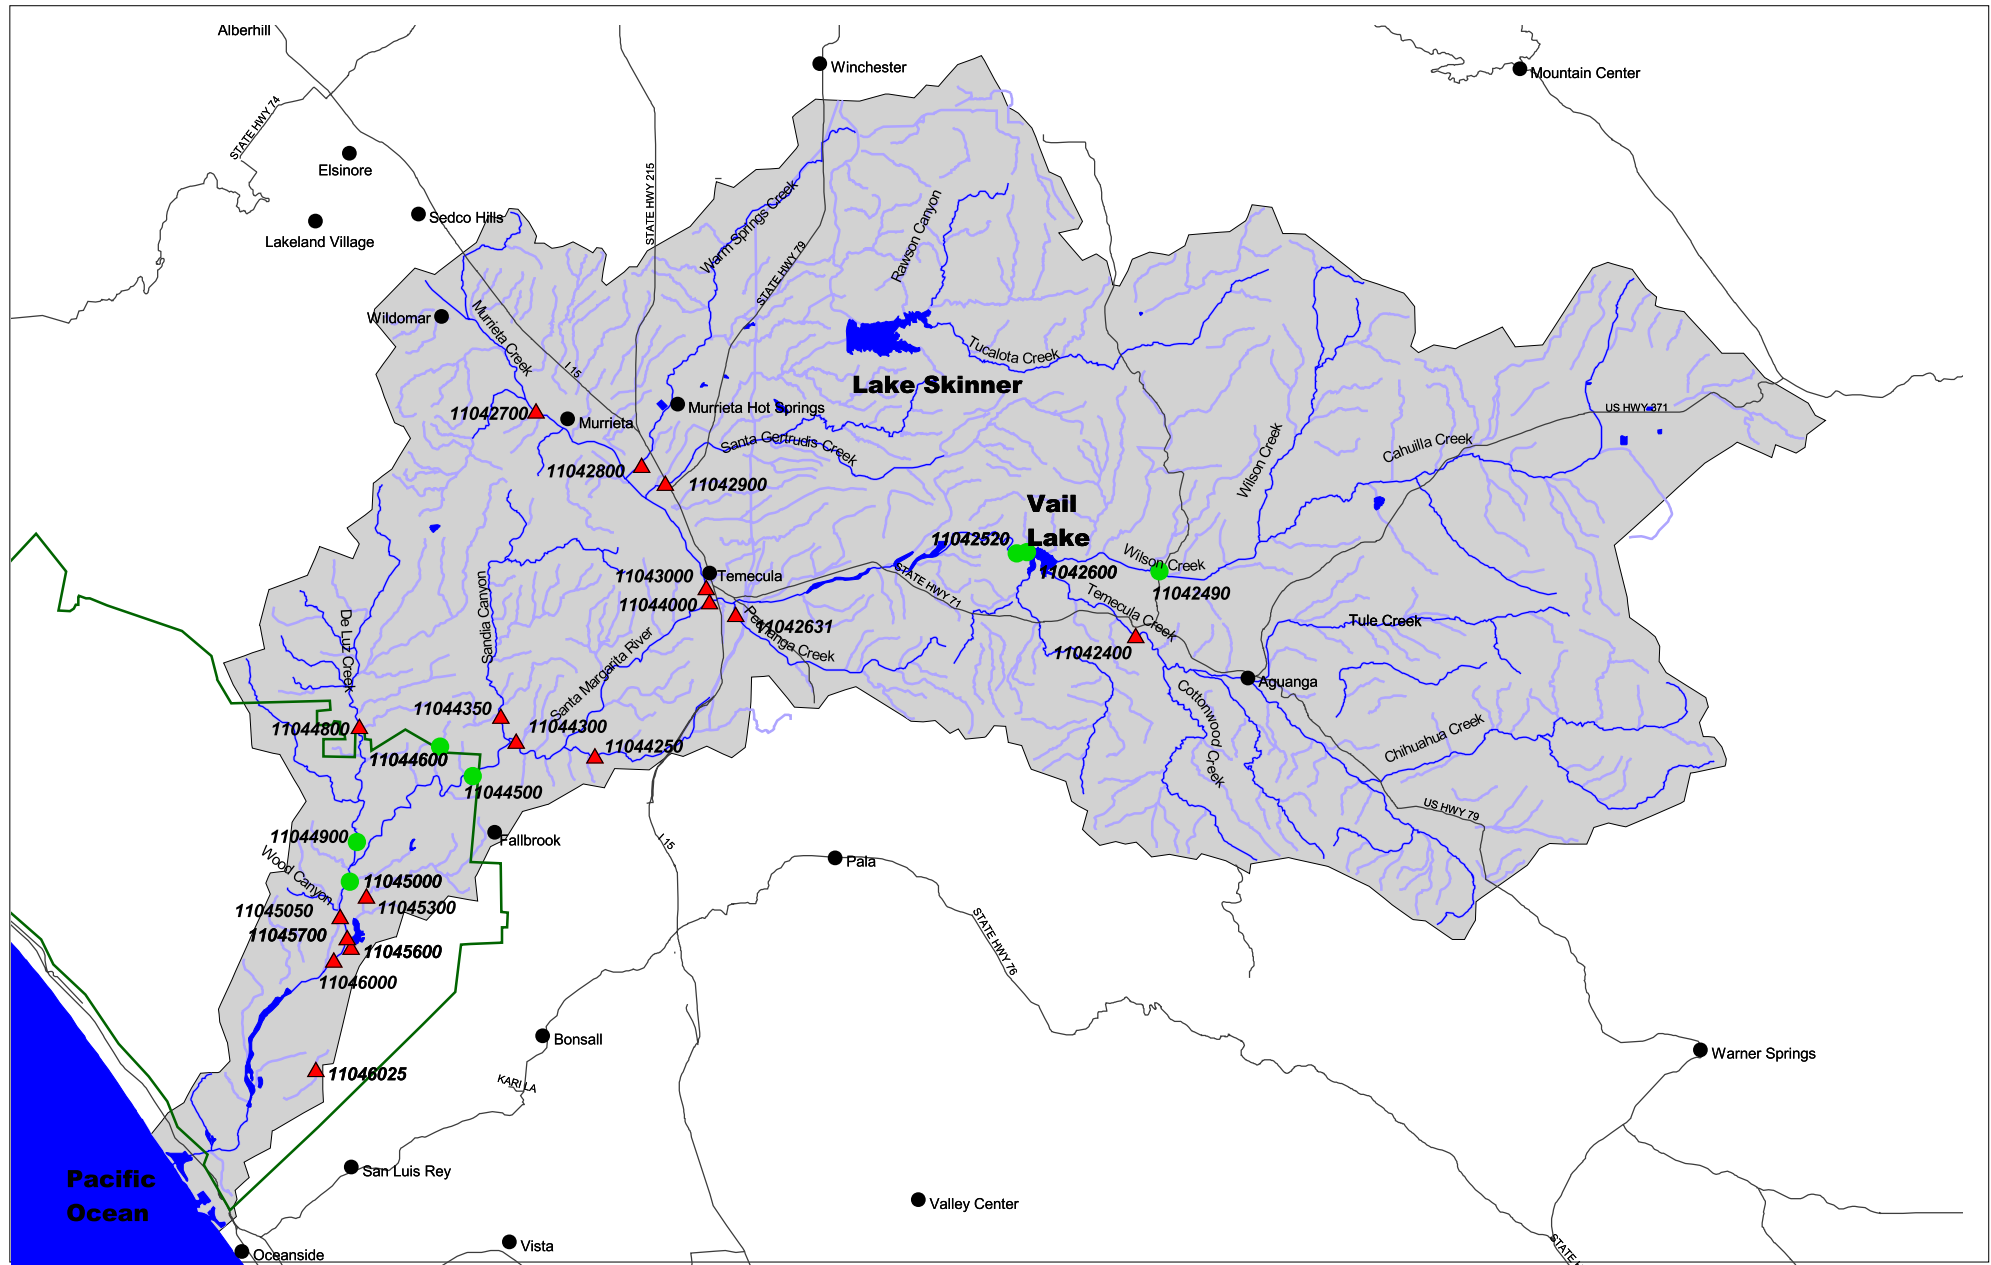 Alberhill
Winchester
Mountain Center
STATE HWY 74
Elsinore
STATE HWY 215
Warm Springs Creek
Rawson Canyon
Sedco Hills
Lakeland Village
STATE HWY 79
Wildomar
Murrieta Creek
I 15
Tucalota Creek
Lake Skinner
11042700
Murrieta
Murrieta Hot Springs
US HWY 371
Santa Gertrudis Creek
Cahuilla Creek
Wilson Creek
11042800
11042900
Vail
Lake
11042520
Wilson Creek
11042600
11042490
STATE HWY 71
Temecula Creek
11043000
Temecula
11044000
11042631
Pechanga Creek
Tule Creek
11042400
De Luz Creek
Sandia Canyon
Santa Margarita River
Aguanga
Cottonwood Creek
11044350
11044300
11044250
11044800
11044600
Chihuahua Creek
11044500
US HWY 79
11044900
Fallbrook
I-15
Wood Canyon
Pala
11045000
11045300
11045050
11045700
11045600
11046000
STATE HWY 76
Bonsall
Warner Springs
11046025
KARI LA
Pacific
Ocean
San Luis Rey
Valley Center
Vista
Oceanside
STATE